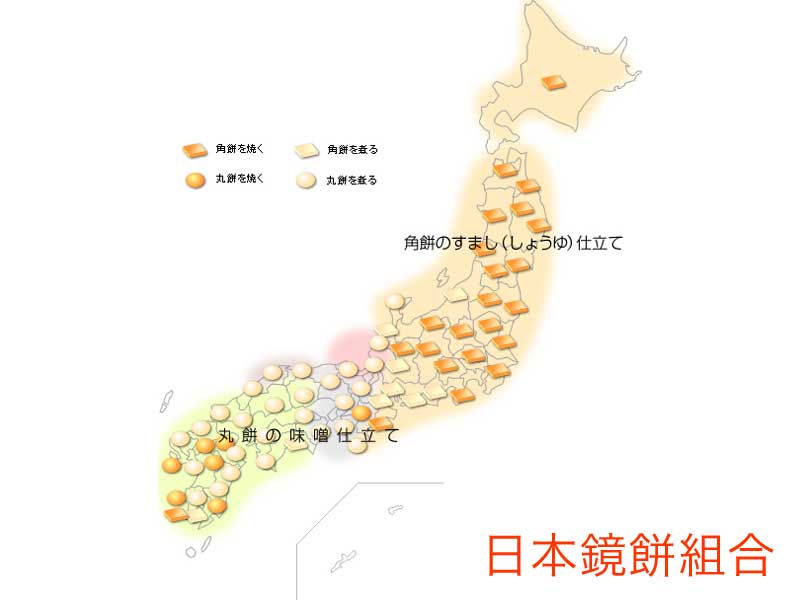 角餅を焼く
角餅を煮る
丸餅を焼く
丸餅を煮る
角餅のすまし（しょうゆ）仕立て
丸餅の味噌仕立て
日本鏡餅組合